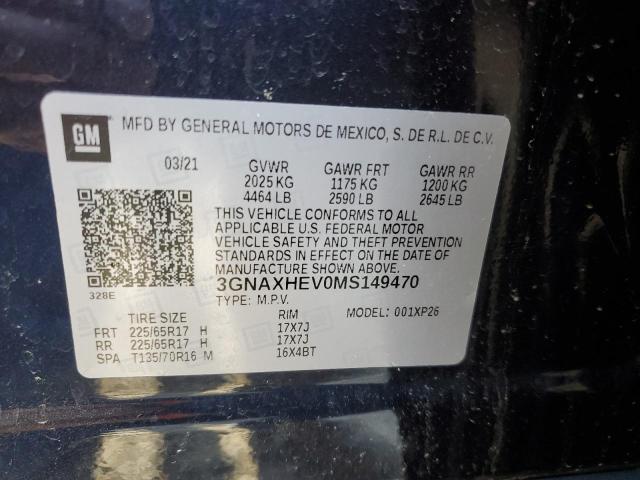 GM
MFD BY GENERAL MOTORS DE MEXICO, S. DE R.L. DE C.V.
03/21 GVWR GAWR FRT GAWR RR
2025 KG 1175 KG 1200 KG
4464 LB 2590 LB 2645 LB
THIS VEHICLE CONFORMS TO ALL
APPLICABLE U.S. FEDERAL MOTOR
VEHICLE SAFETY AND THEFT PREVENTION
STANDARDS IN EFFECT ON THE DATE OF
MANUFACTURE SHOWN ABOVE.
328E 3GNAXHEV0MS149470
TYPE: M.P.V.
TIRE SIZE RIM MODEL: 001XP26
FRT 225/65R17 H 17X7J
RR 225/65R17 H 17X7J
SPA T135/70R16 M 16X4BT